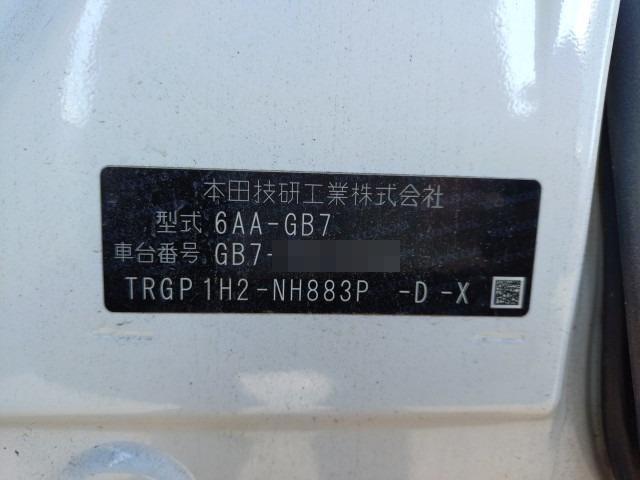 本田技研工業株式会社
型式 6AA-GB7
車台番号 GB7-
TRGP 1H2-NH883P -D -X